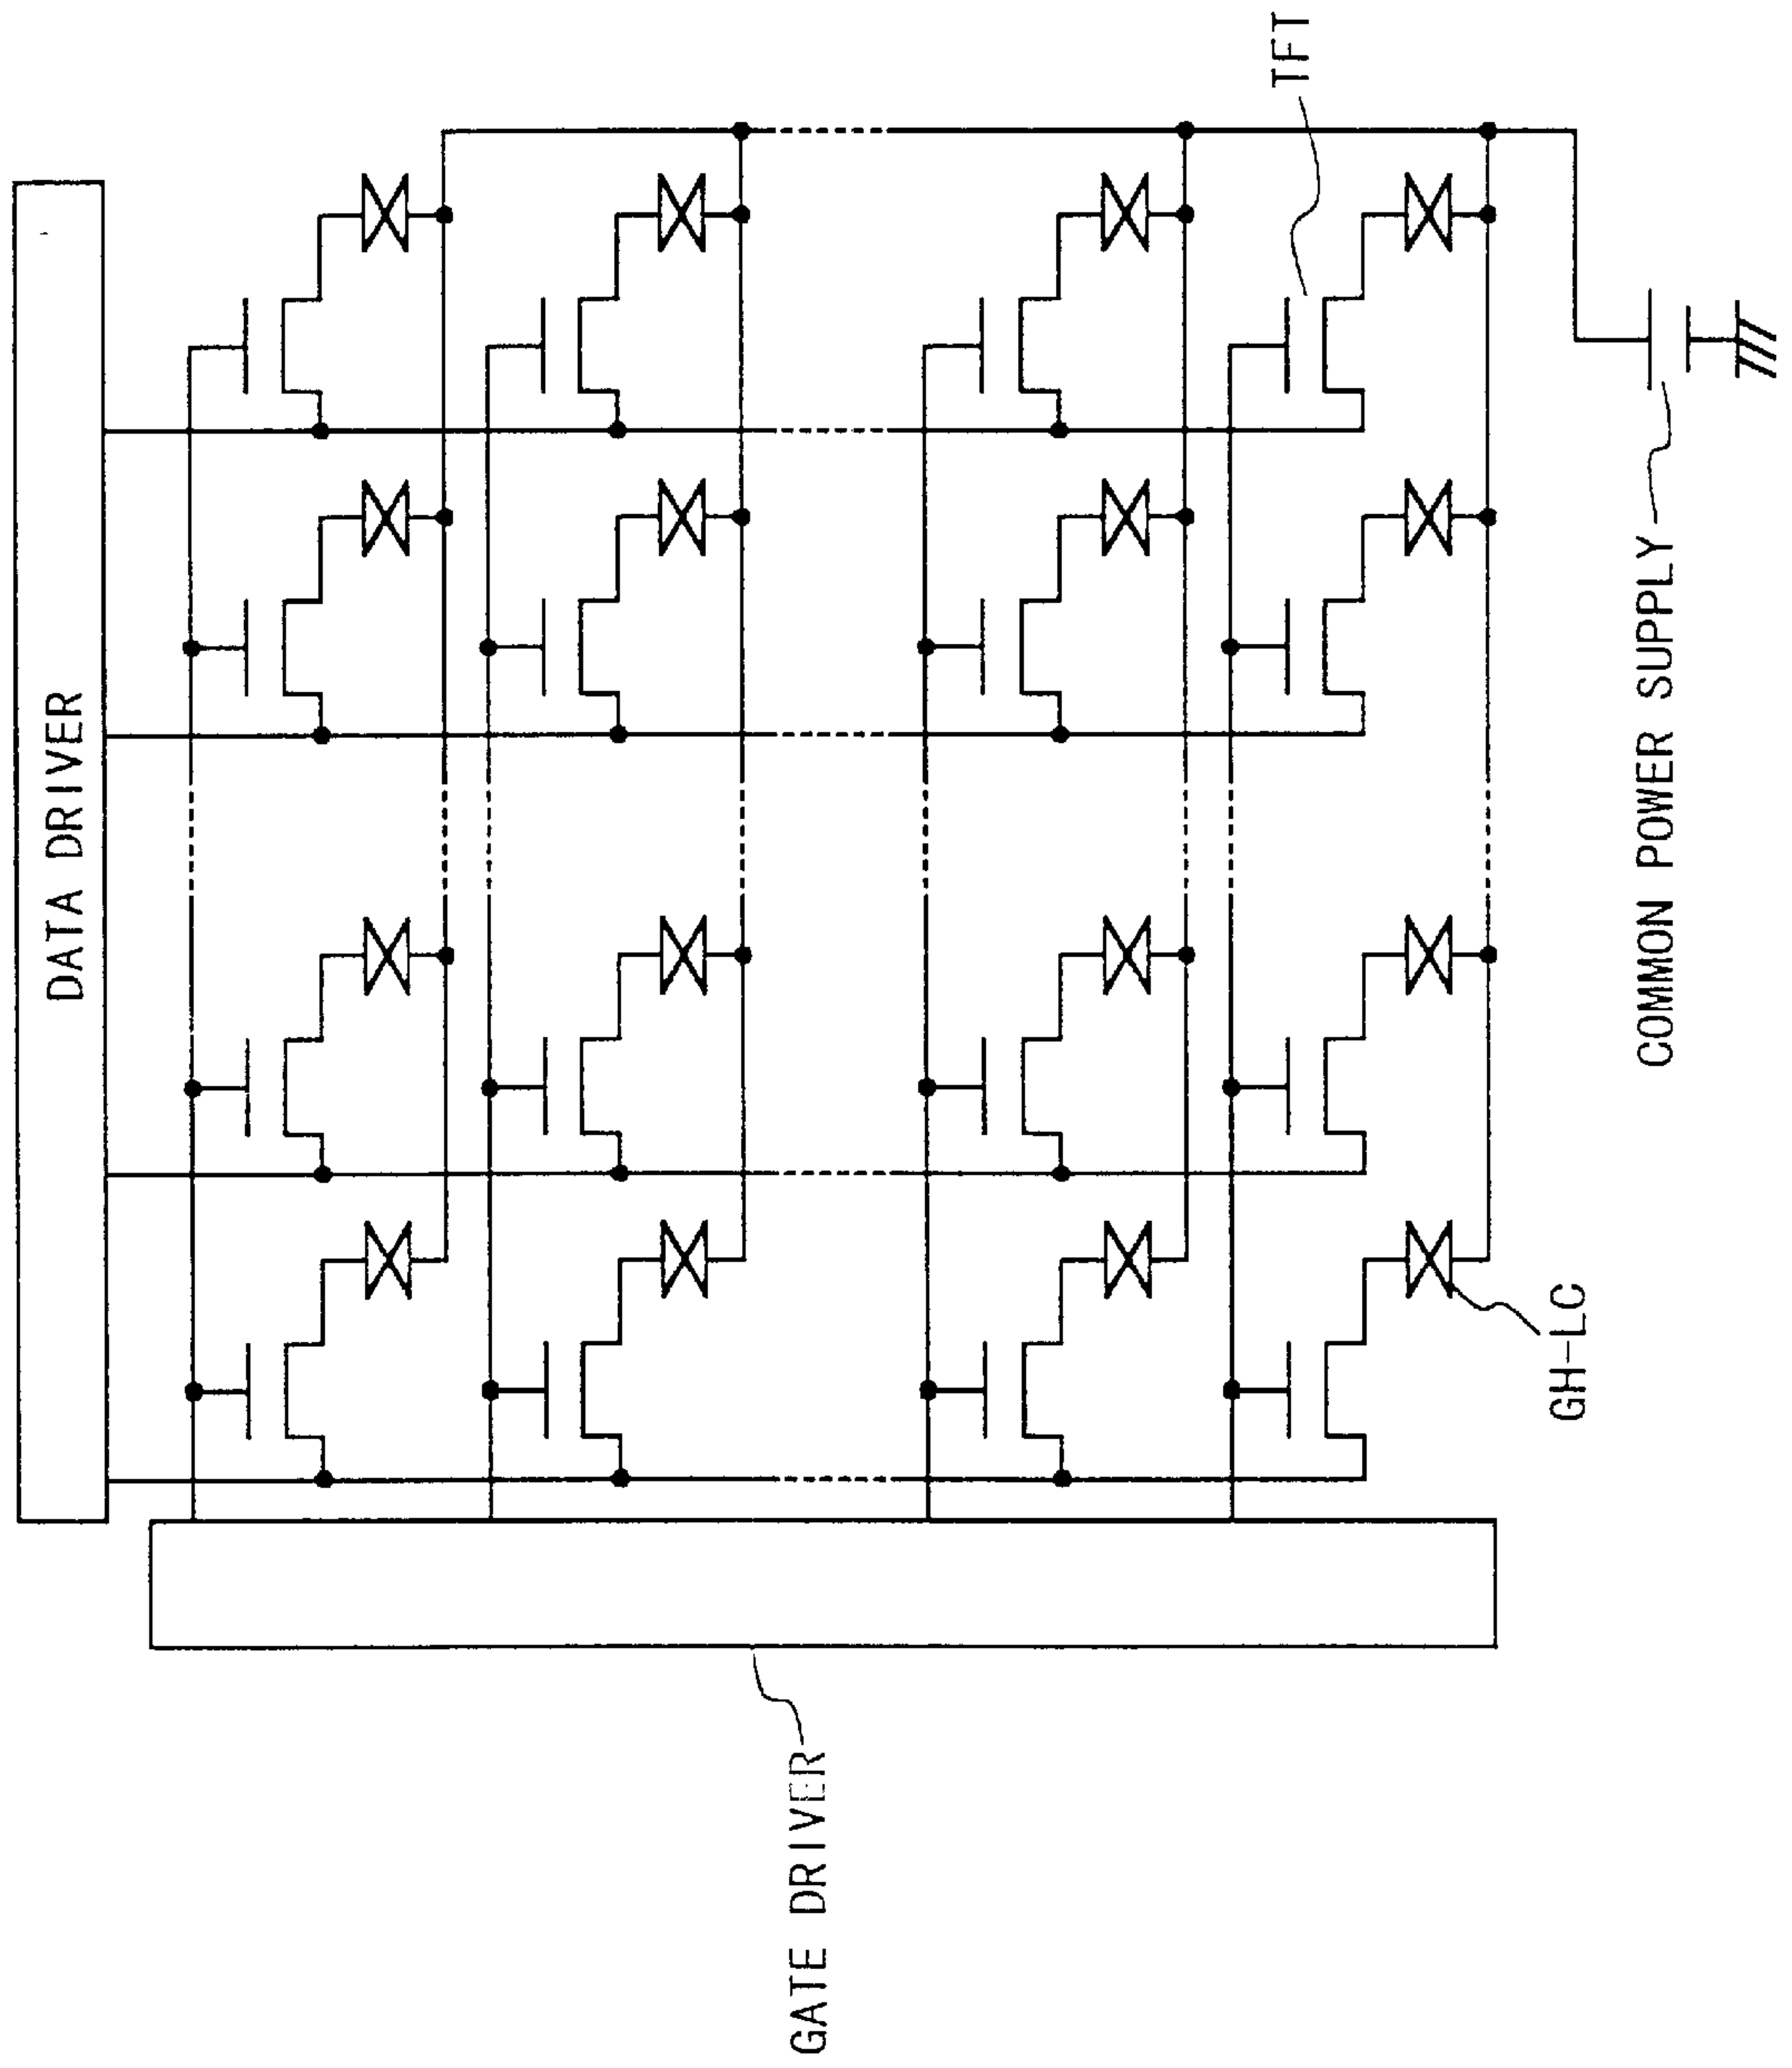 DATA DRIVER
TFT
COMMON POWER SUPPLY
GH-LC
GATE DRIVER